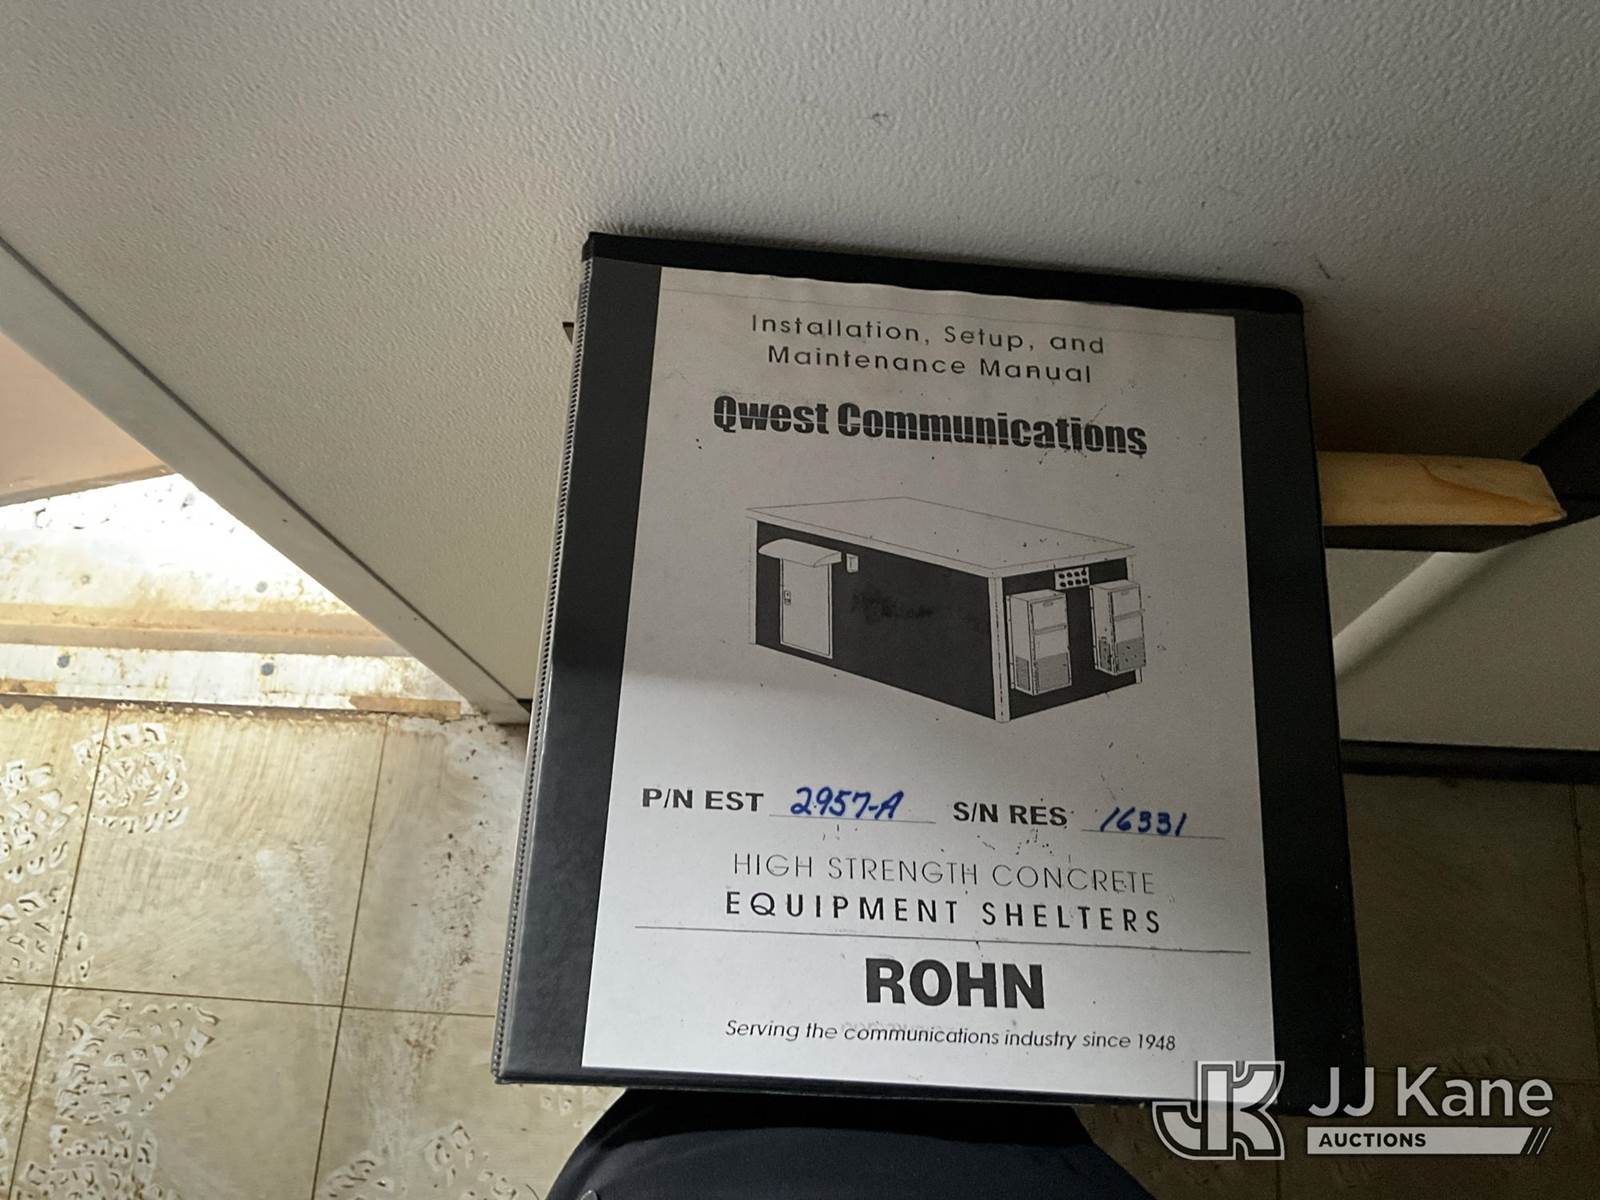 Installation, Setup, and
Maintenance Manual
Qwest Communications
P/N EST 2957-A S/N RES 16331
HIGH STRENGTH CONCRETE
EQUIPMENT SHELTERS
ROHN
Serving the communications industry since 1948
JK JJ Kane
AUCTIONS